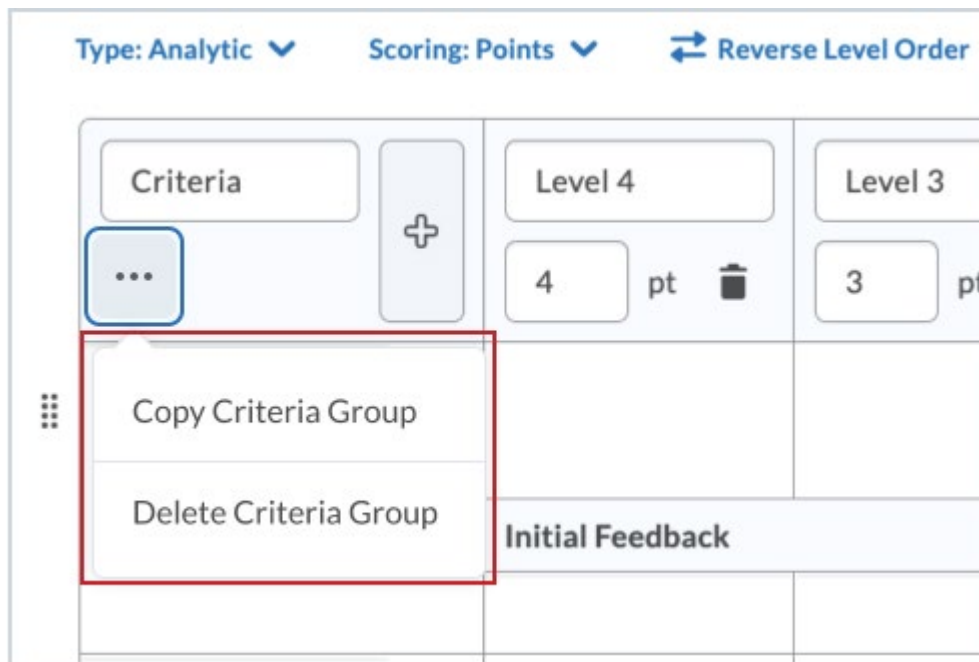 Type: Analytic Scoring: Points Reverse Level Order
Criteria Level 4 Level 3
4 pt 3
Copy Criteria Group
Delete Criteria Group
Initial Feedback